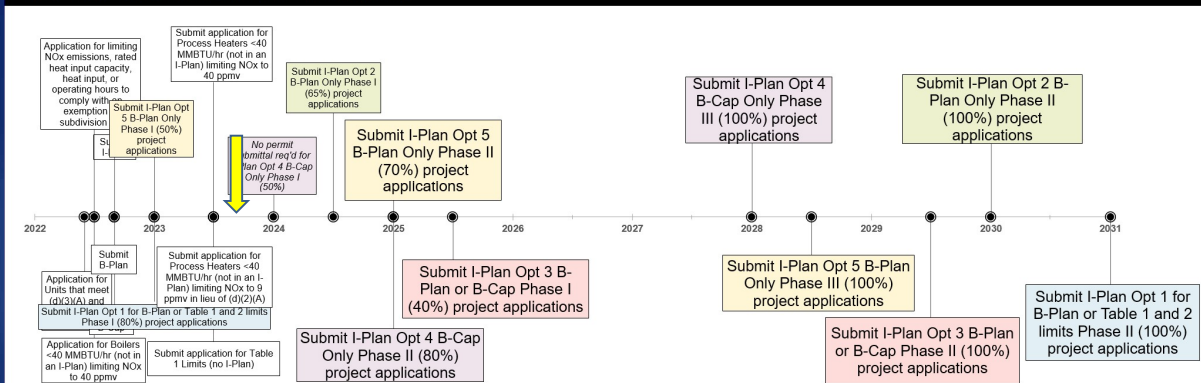 Application for limiting
NOx emissions, rated
heat input capacity,
heat input, or
operating hours to
comply with an
exemption
subdivision
Su
I-
Submit I-Plan Opt
5 B-Plan Only
Phase I (50%)
project
applications
Submit application for
Process Heaters <40
MMBTU/hr (not in an
I-Plan) limiting NOx to
40 ppmv
No permit
submittal req'd for
Plan Opt 4 B-Cap
Only Phase I
(50%)
Submit I-Plan Opt 2
B-Plan Only Phase I
(65%) project
applications
Submit I-Plan Opt 5
B-Plan Only Phase II
(70%) project
applications
Submit I-Plan Opt 4
B-Cap Only Phase
III (100%) project
applications
Submit I-Plan Opt 2 B-
Plan Only Phase II
(100%) project
applications
2022 2023 2024 2025 2026 2027 2028 2029 2030 2031
Submit
B-Plan
Application for
Units that meet
(d)(3)(A) and
Submit I-Plan Opt 1 for B-Plan or Table 1 and 2 limits
Phase I (80%) project applications
Application for Boilers
<40 MMBTU/hr (not in
an I-Plan) limiting NOx
to 40 ppmv
Submit application for
Process Heaters <40
MMBTU/hr (not in an I-
Plan) limiting NOx to 9
ppmv in lieu of (d)(2)(A)
Submit application for Table
1 Limits (no I-Plan)
Submit I-Plan Opt 3 B-
Plan or B-Cap Phase I
(40%) project applications
Submit I-Plan Opt 4 B-Cap
Only Phase II (80%)
project applications
Submit I-Plan Opt 5 B-Plan
Only Phase III (100%)
project applications
Submit I-Plan Opt 3 B-Plan
or B-Cap Phase II (100%)
project applications
Submit I-Plan Opt 1 for
B-Plan or Table 1 and 2
limits Phase II (100%)
project applications